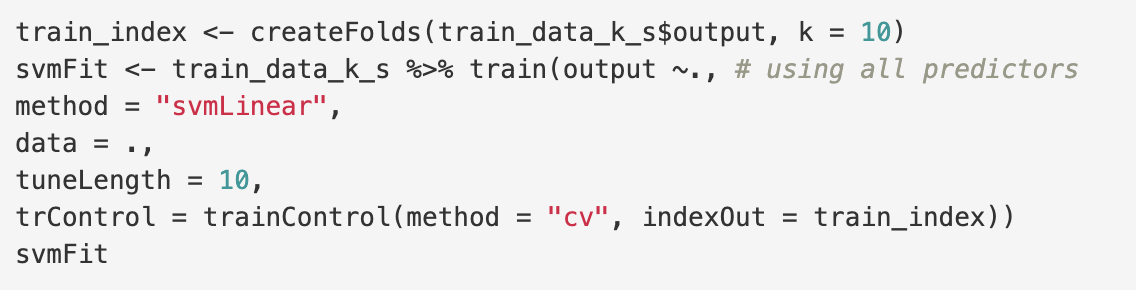 train_index <- createFolds(train_data_k_s$output, k = 10)
svmFit <- train_data_k_s %>% train(output ~., # using all predictors
method = "svmLinear",
data = .,
tuneLength = 10,
trControl = trainControl(method = "cv", indexOut = train_index))
svmFit